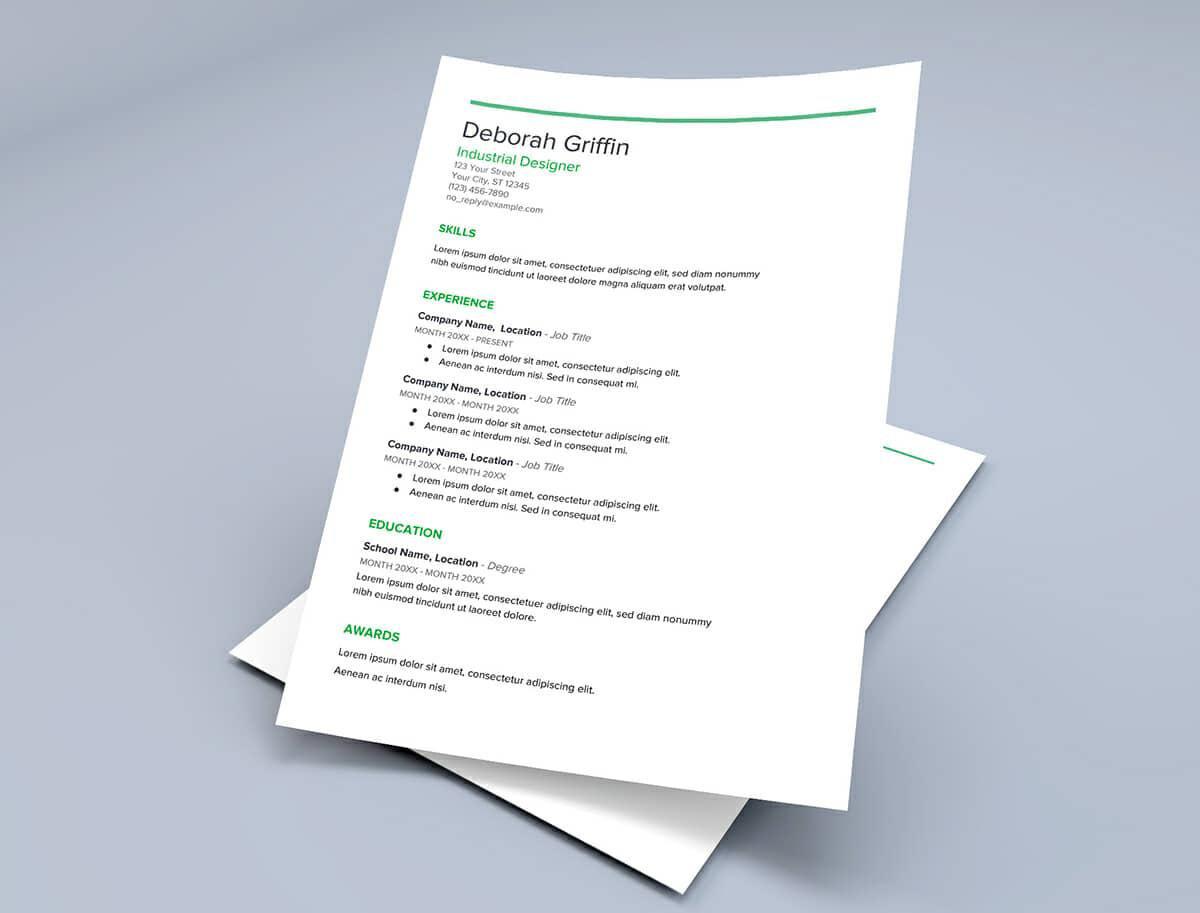 Deborah Griffin
Industrial Designer
123 Your Street
Your City, ST 12345
(123) 456-7890
no_reply@example.com
SKILLS
Lorem ipsum dolor sit amet, consectetuer adipiscing elit, sed diam nonummy
nibh euismod tincidunt ut laoreet dolore magna aliquam erat volutpat.
EXPERIENCE
Company Name, Location - Job Title
MONTH 20XX - PRESENT
● Lorem ipsum dolor sit amet, consectetur adipiscing elit.
● Aenean ac interdum nisi. Sed in consequat mi.
Company Name, Location - Job Title
MONTH 20XX - MONTH 20XX
● Lorem ipsum dolor sit amet, consectetur adipiscing elit.
● Aenean ac interdum nisi. Sed in consequat mi.
Company Name, Location - Job Title
MONTH 20XX - MONTH 20XX
● Lorem ipsum dolor sit amet, consectetur adipiscing elit.
● Aenean ac interdum nisi. Sed in consequat mi.
EDUCATION
School Name, Location - Degree
MONTH 20XX - MONTH 20XX
Lorem ipsum dolor sit amet, consectetuer adipiscing elit, sed diam nonummy
nibh euismod tincidunt ut laoreet dolore.
AWARDS
Lorem ipsum dolor sit amet, consectetur adipiscing elit.
Aenean ac interdum nisi.